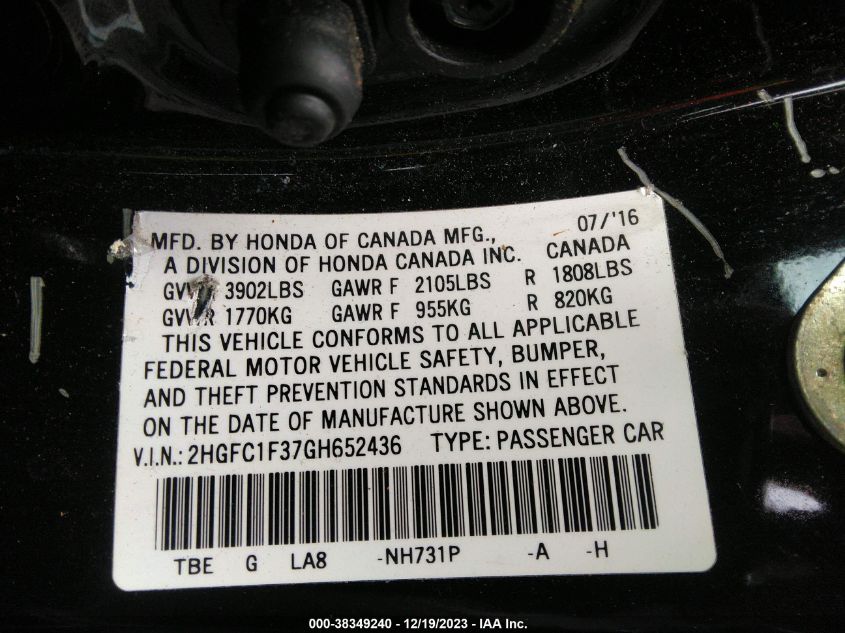 07/'16
MFD. BY HONDA OF CANADA MFG.,
A DIVISION OF HONDA CANADA INC. CANADA
GVWR 3902LBS GAWR F 2105LBS R 1808LBS
GVWR 1770KG GAWR F 955KG R 820KG
THIS VEHICLE CONFORMS TO ALL APPLICABLE
FEDERAL MOTOR VEHICLE SAFETY, BUMPER,
AND THEFT PREVENTION STANDARDS IN EFFECT
ON THE DATE OF MANUFACTURE SHOWN ABOVE.
V.I.N.: 2HGFC1F37GH652436 TYPE: PASSENGER CAR
TBE G LA8 -NH731P -A -H
000-38349240 - 12/19/2023 - IAA Inc.